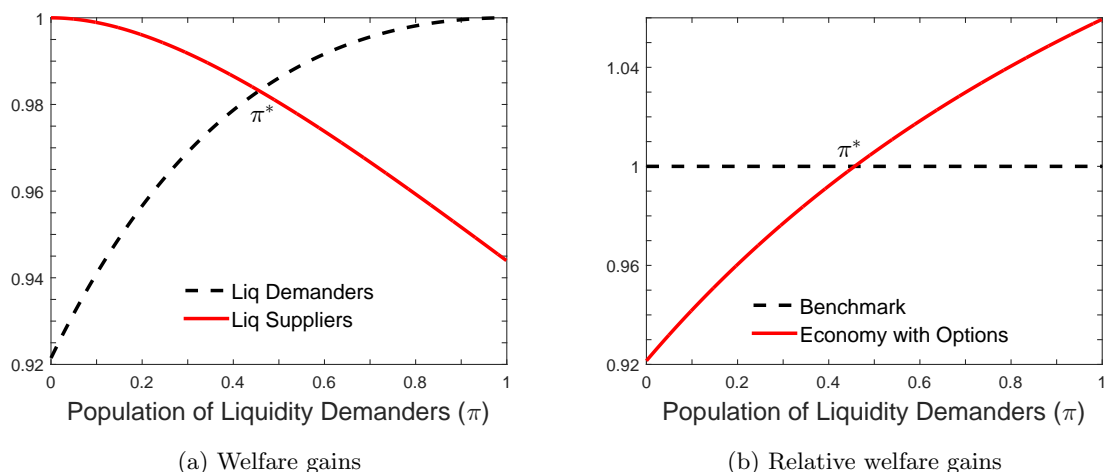 1
0.98
0.96
0.94
0.92
π*
Liq Demanders
Liq Suppliers
0 0.2 0.4 0.6 0.8 1
Population of Liquidity Demanders (π)
(a) Welfare gains
1.04
1
0.96
0.92
π*
Benchmark
Economy with Options
0 0.2 0.4 0.6 0.8 1
Population of Liquidity Demanders (π)
(b) Relative welfare gains